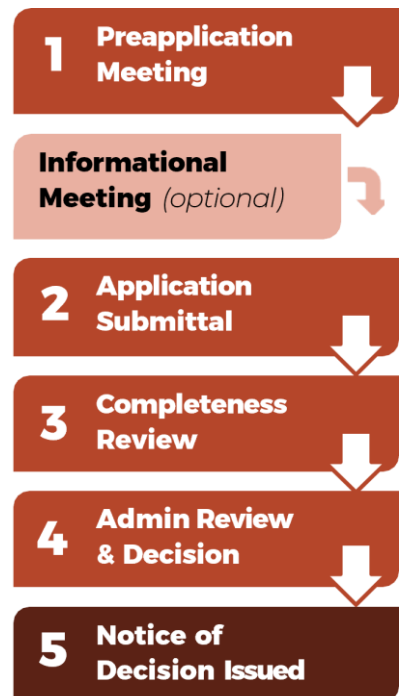 1 Preapplication
Meeting
Informational
Meeting (optional)
2 Application
Submittal
3 Completeness
Review
4 Admin Review
& Decision
5 Notice of
Decision Issued